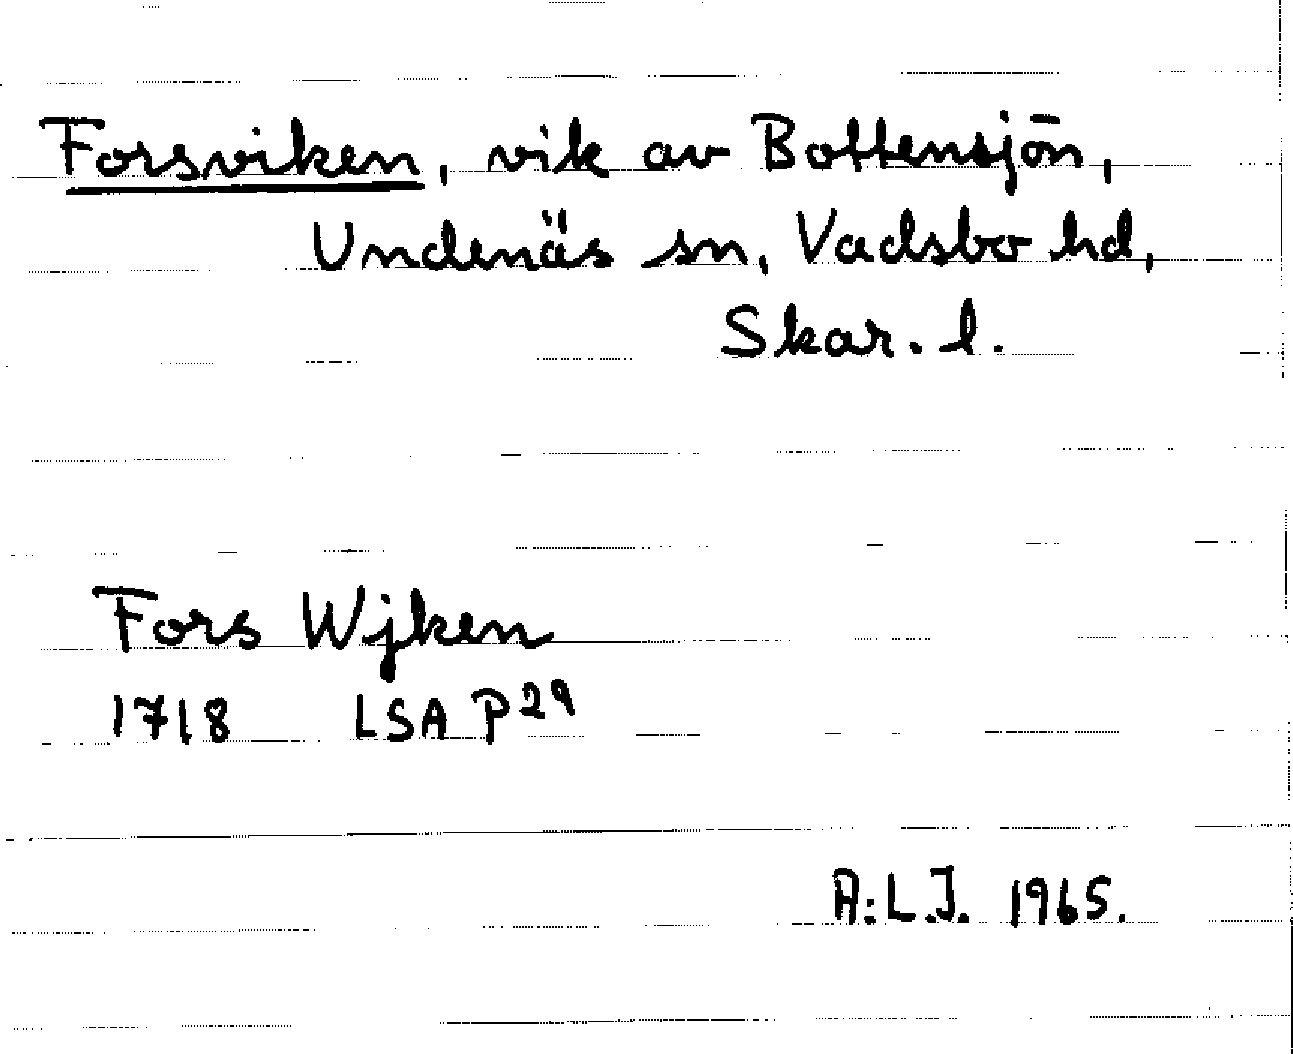 Forsviken, vik av Bottensjön,
Undenäs sn, Vadsbo hd,
Skar. l.
Fors Wjken
1718 LSA P29
A:L.J. 1965.